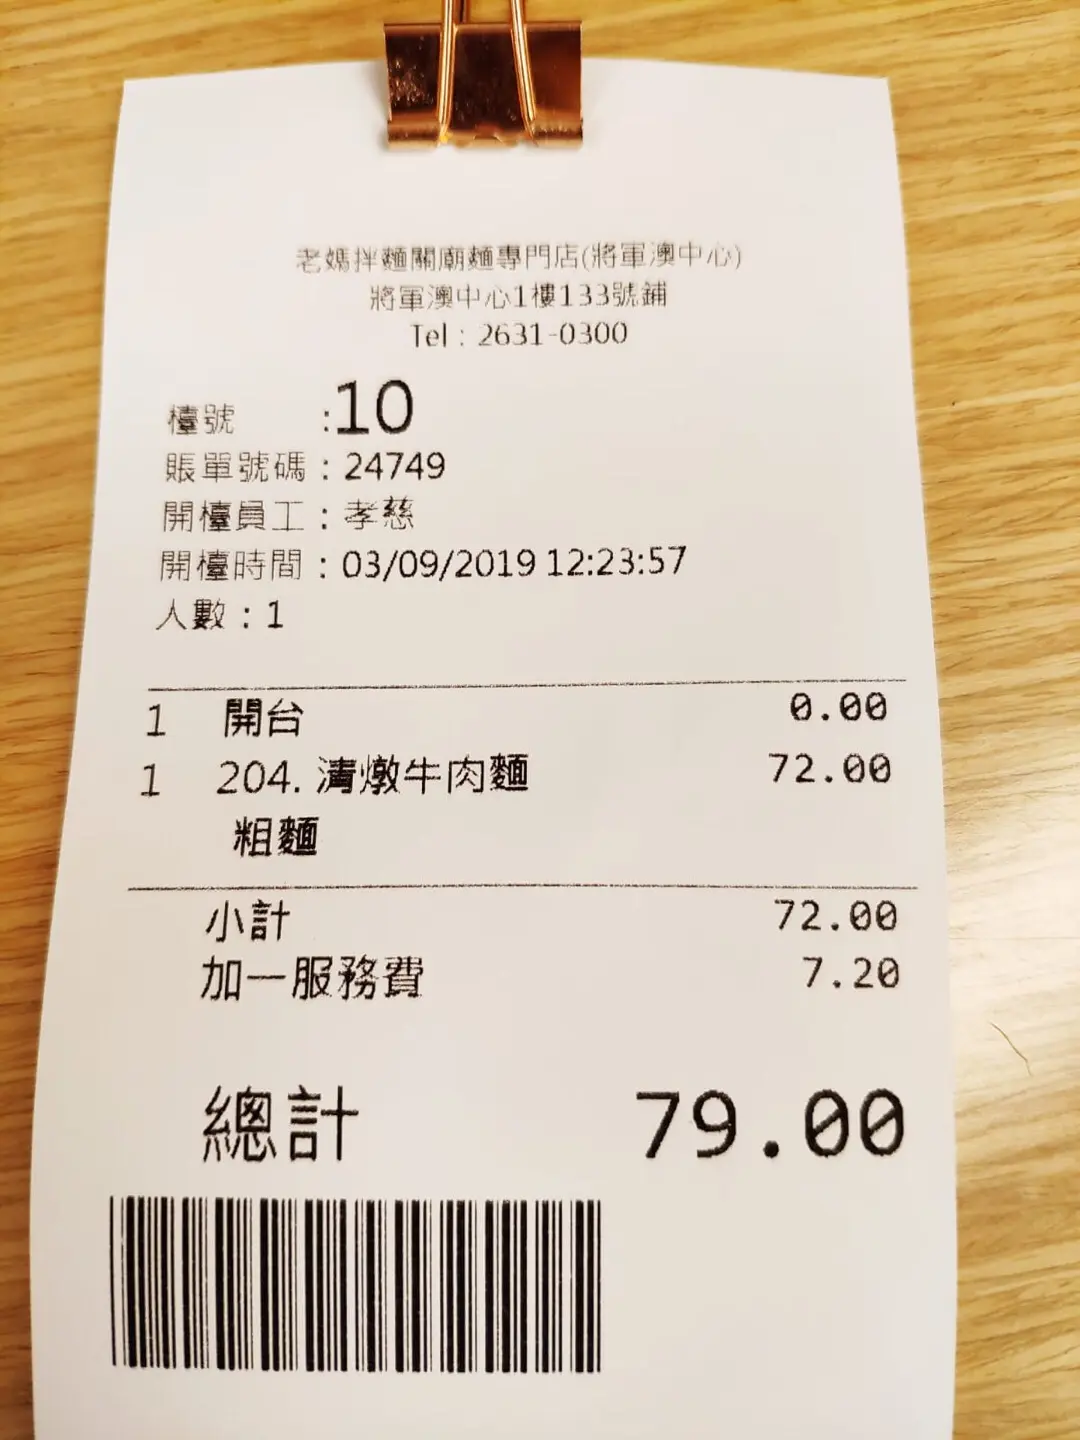 老媽拌麵關廟麵專門店(將軍澳中心)
將軍澳中心1樓133號鋪
Tel : 2631-0300
檯號 :10
賬單號碼 : 24749
開檯員工 : 孝慈
開檯時間 : 03/09/2019 12:23:57
人數 : 1
1 開台 0.00
1 204. 清燉牛肉麵 72.00
粗麵
小計 72.00
加一服務費 7.20
總計 79.00